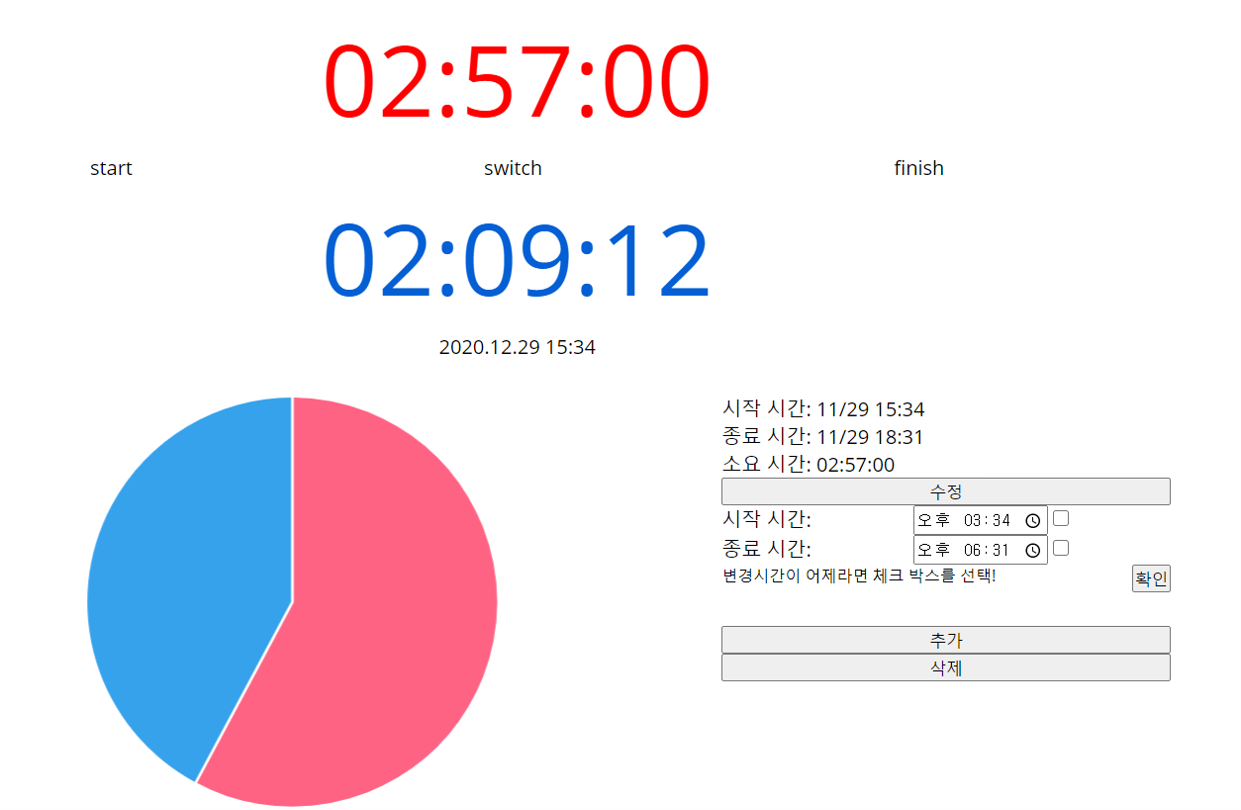 02:57:00
start switch finish
02:09:12
2020.12.29 15:34
시작 시간: 11/29 15:34
종료 시간: 11/29 18:31
소요 시간: 02:57:00
수정
시작 시간: 오후 03:34
종료 시간: 오후 06:31
변경시간이 어제라면 체크 박스를 선택!
확인
추가
삭제